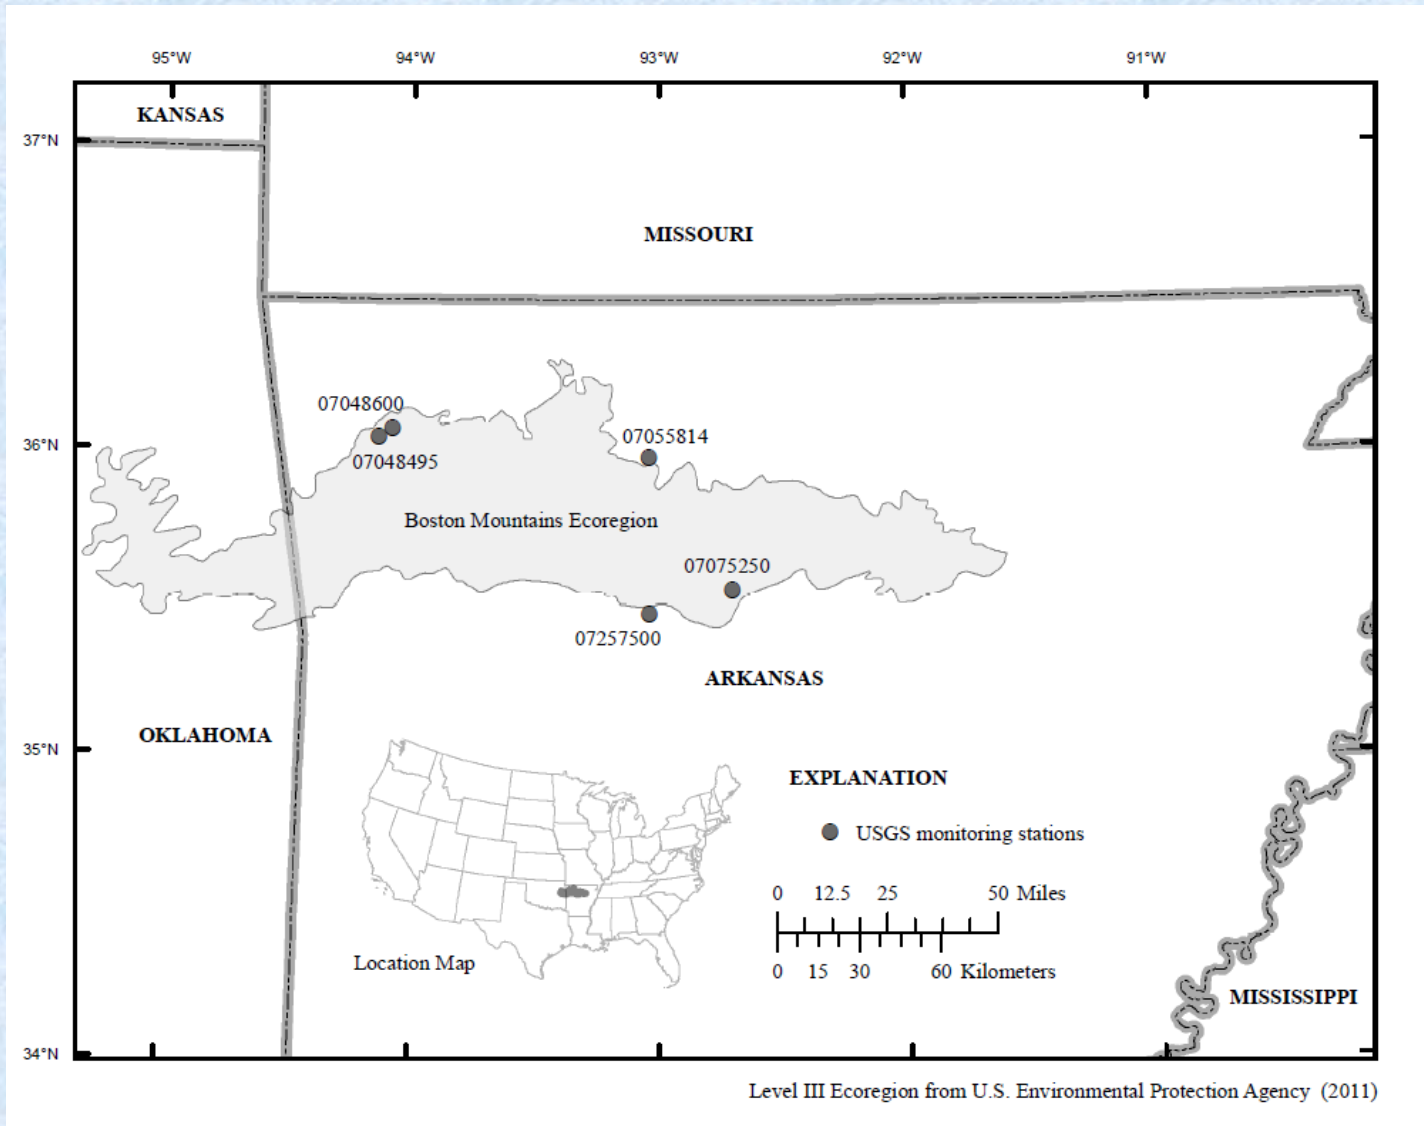 95°W 94°W 93°W 92°W 91°W
KANSAS
37°N
MISSOURI
07048600
36°N
07055814
07048495
Boston Mountains Ecoregion
07075250
07257500
ARKANSAS
OKLAHOMA
35°N
EXPLANATION
USGS monitoring stations
0 12.5 25 50 Miles
0 15 30 60 Kilometers
Location Map
MISSISSIPPI
34°N
Level III Ecoregion from U.S. Environmental Protection Agency (2011)